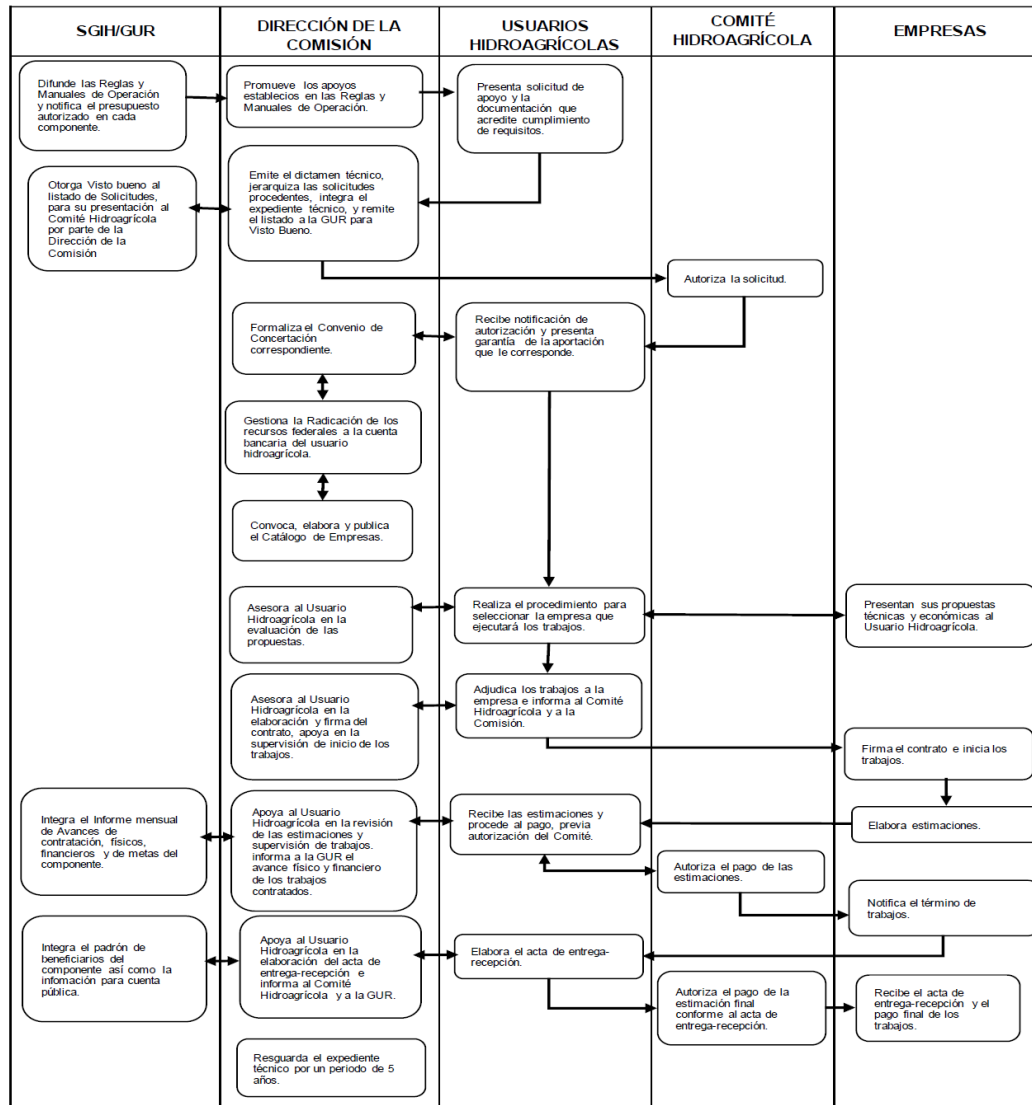 SGIH/GUR
DIRECCIÓN DE LA
COMISIÓN
USUARIOS
HIDROAGRÍCOLAS
COMITÉ
HIDROAGRÍCOLA
EMPRESAS
Difunde las Reglas y
Manuales de Operación
y notifica el presupuesto
autorizado en cada
componente.
Promueve los apoyos
establecios en las Reglas y
Manuales de Operación.
Presenta solicitud de
apoyo y la
documentación que
acredite cumplimiento
de requisitos.
Otorga Visto bueno al
listado de Solicitudes,
para su presentación al
Comité Hidroagrícola
por parte de la
Dirección de la
Comisión
Emite el dictamen técnico,
jerarquiza las solicitudes
procedentes, integra el
expediente técnico, y remite
el listado a la GUR para
Visto Bueno.
Autoriza la solicitud.
Formaliza el Convenio de
Concertación
correspondiente.
Recibe notificación de
autorización y presenta
garantía de la aportación
que le corresponde.
Gestiona la Radicación de los
recursos federales a la cuenta
bancaria del usuario
hidroagrícola.
Convoca, elabora y publica
el Catálogo de Empresas.
Asesora al Usuario
Hidroagrícola en la
evaluación de las
propuestas.
Realiza el procedimiento para
seleccionar la empresa que
ejecutará los trabajos.
Presentan sus propuestas
técnicas y económicas al
Usuario Hidroagrícola.
Asesora al Usuario
Hidroagrícola en la
elaboración y firma del
contrato, apoya en la
supervisión de inicio de los
trabajos.
Adjudica los trabajos a la
empresa e informa al Comité
Hidroagrícola y a la
Comisión.
Firma el contrato e inicia los
trabajos.
Integra el Informe mensual
de Avances de
contratación, físicos,
financieros y de metas del
componente.
Apoya al Usuario
Hidroagrícola en la revisión
de las estimaciones y
supervisión de trabajos.
informa a la GUR el
avance físico y financiero
de los trabajos
contratados.
Recibe las estimaciones y
procede al pago, previa
autorización del Comité.
Elabora estimaciones.
Autoriza el pago de las
estimaciones.
Notifica el término de
trabajos.
Integra el padrón de
beneficiarios del
componente así como la
infomación para cuenta
pública.
Apoya al Usuario
Hidroagrícola en la
elaboración del acta de
entrega-recepción e
informa al Comité
Hidroagrícola y a la GUR.
Elabora el acta de entrega-
recepción.
Autoriza el pago de la
estimación final
conforme al acta de
entrega-recepción.
Recibe el acta de
entrega-recepción y el
pago final de los
trabajos.
Resguarda el expediente
técnico por un periodo de 5
años.